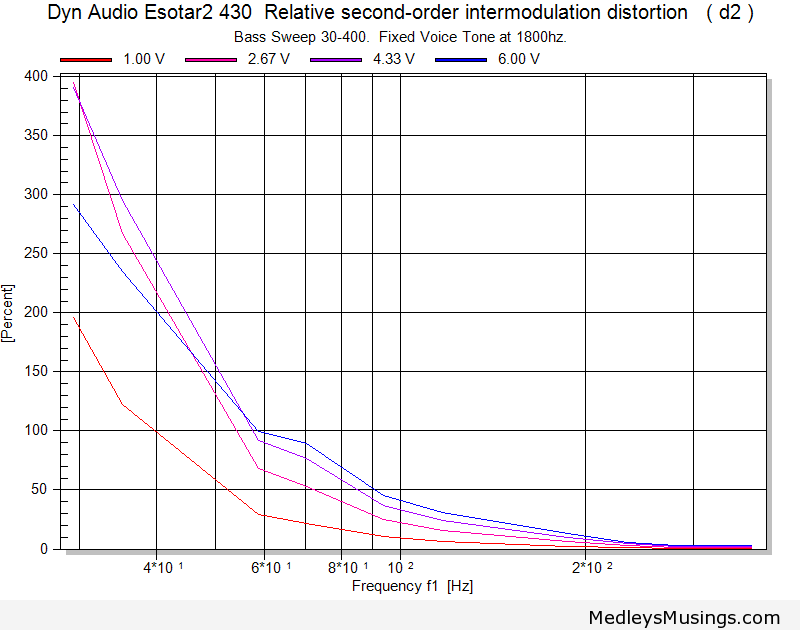 Dyn Audio Esotar2 430 Relative second-order intermodulation distortion ( d2 )
Bass Sweep 30-400. Fixed Voice Tone at 1800hz.
1.00 V 2.67 V 4.33 V 6.00 V
400
350
300
250
200
150
100
50
0
[Percent]
4*10 1 6*10 1 8*10 1 10 2 2*10 2
Frequency f1 [Hz]
MedleysMusings.com